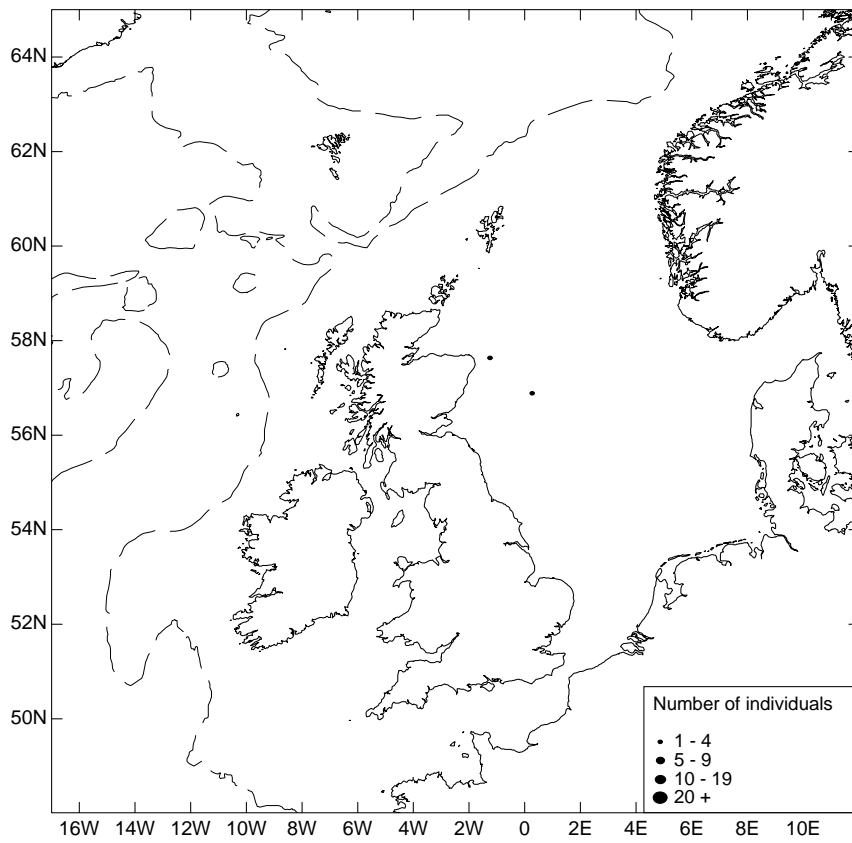 64N
62N
60N
58N
56N
54N
52N
50N
Number of individuals
1 - 4
5 - 9
10 - 19
20 +
16W 14W 12W 10W 8W 6W 4W 2W 0 2E 4E 6E 8E 10E